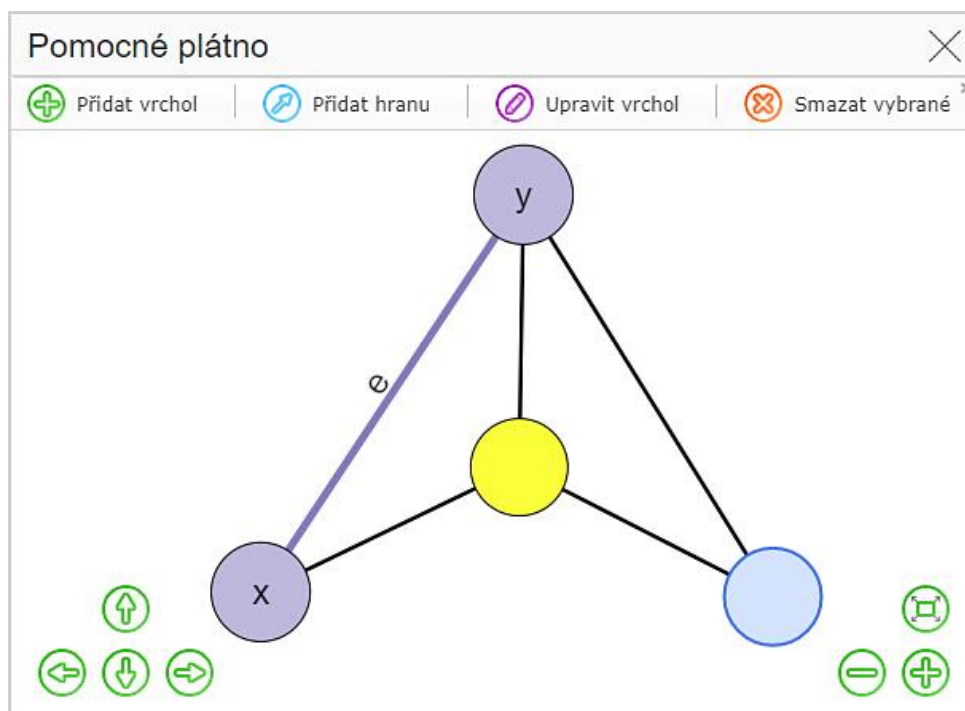 Pomocné plátno
Přidat vrchol Přidat hranu Upravit vrchol Smazat vybrané
y
e
x